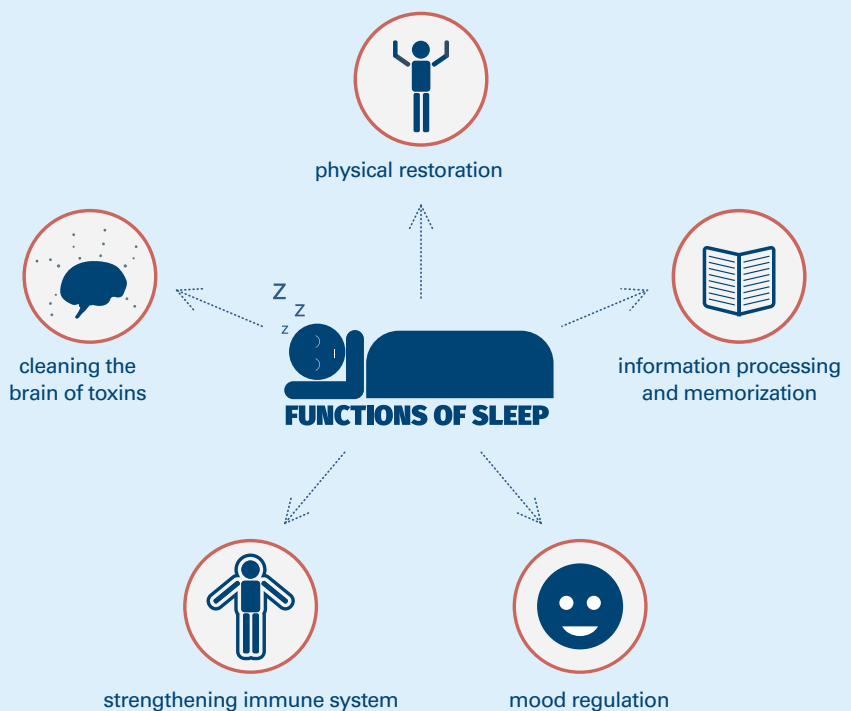 physical restoration
cleaning the
brain of toxins
information processing
and memorization
Z
Z
Z
FUNCTIONS OF SLEEP
strengthening immune system
mood regulation